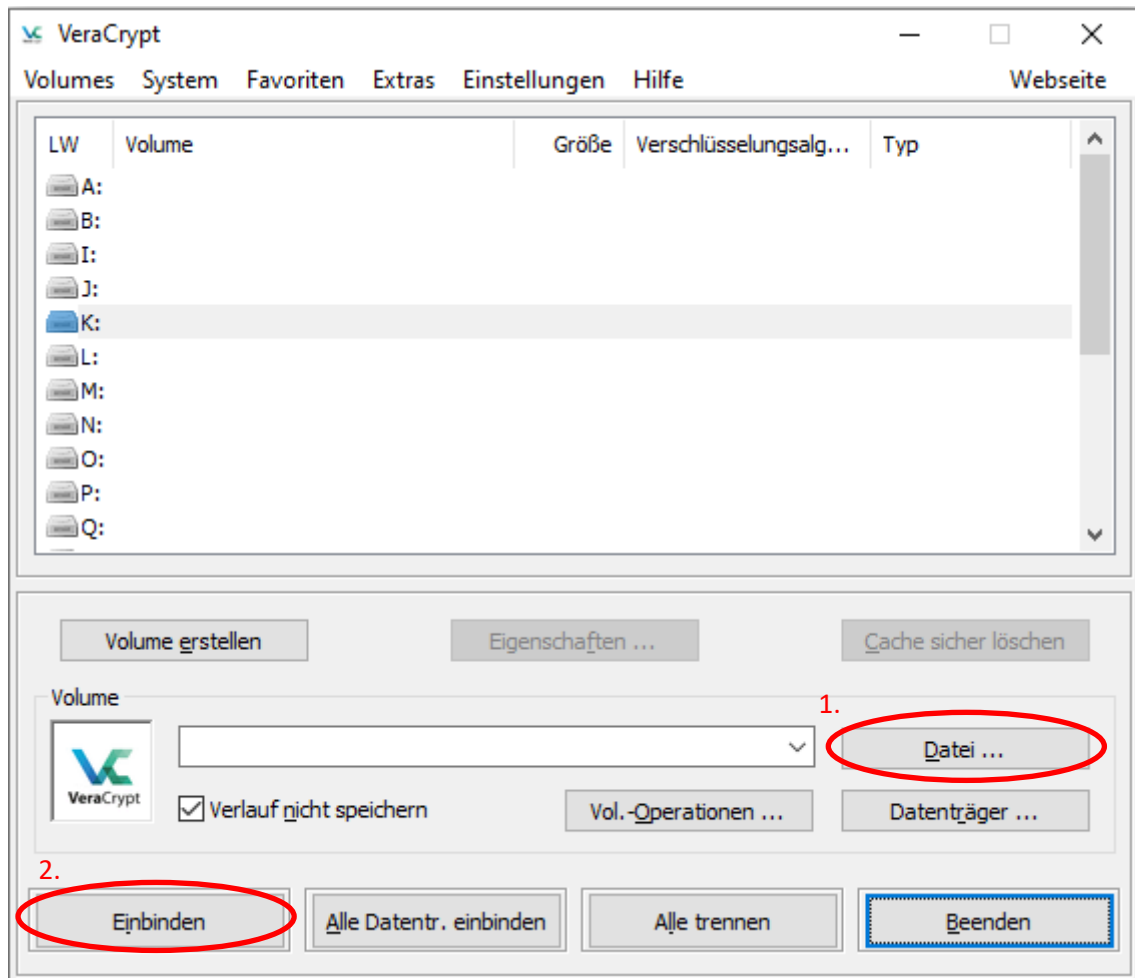 VeraCrypt
Volumes System Favoriten Extras Einstellungen Hilfe Webseite
LW Volume Größe Verschlüsselungsalg... Typ
A:
B:
I:
J:
K:
L:
M:
N:
O:
P:
Q:
Volume erstellen Eigenschaften ... Cache sicher löschen
Volume
1.
Datei ...
VeraCrypt
Verlauf nicht speichern Vol.-Operationen ... Datenträger ...
2.
Einbinden Alle Datentr. einbinden Alle trennen Beenden